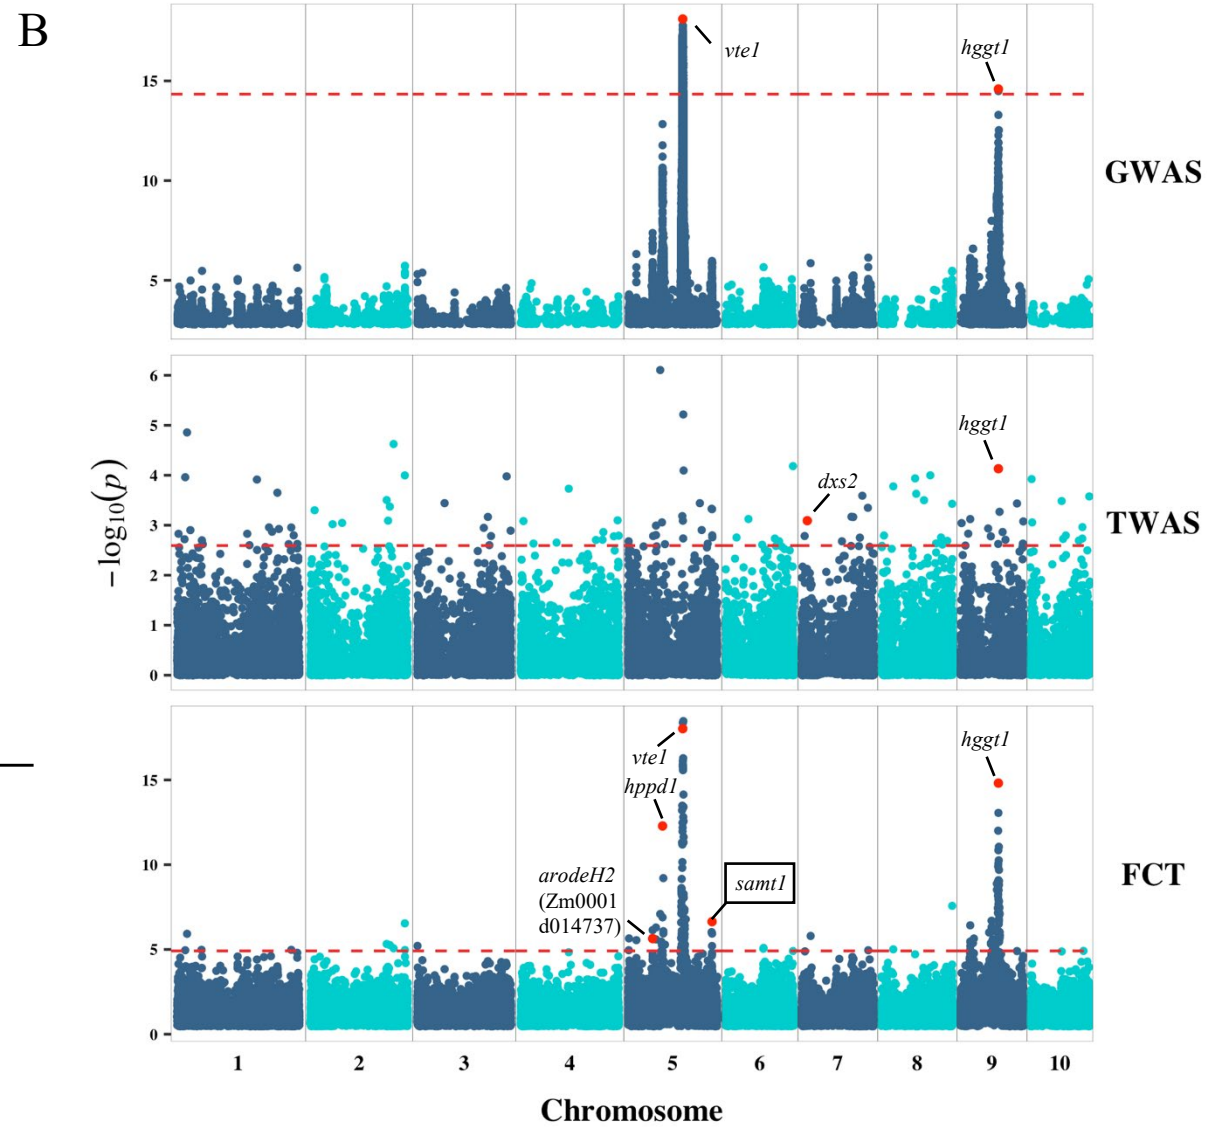 B
vte1
hggt1
15
10
5
GWAS
6
5
4
3
2
1
0
hggt1
dxs2
TWAS
−log10(p)
vte1
hppd1
hggt1
15
10
5
0
arodeH2
(Zm0001
d014737)
samt1
FCT
1 2 3 4 5 6 7 8 9 10
Chromosome